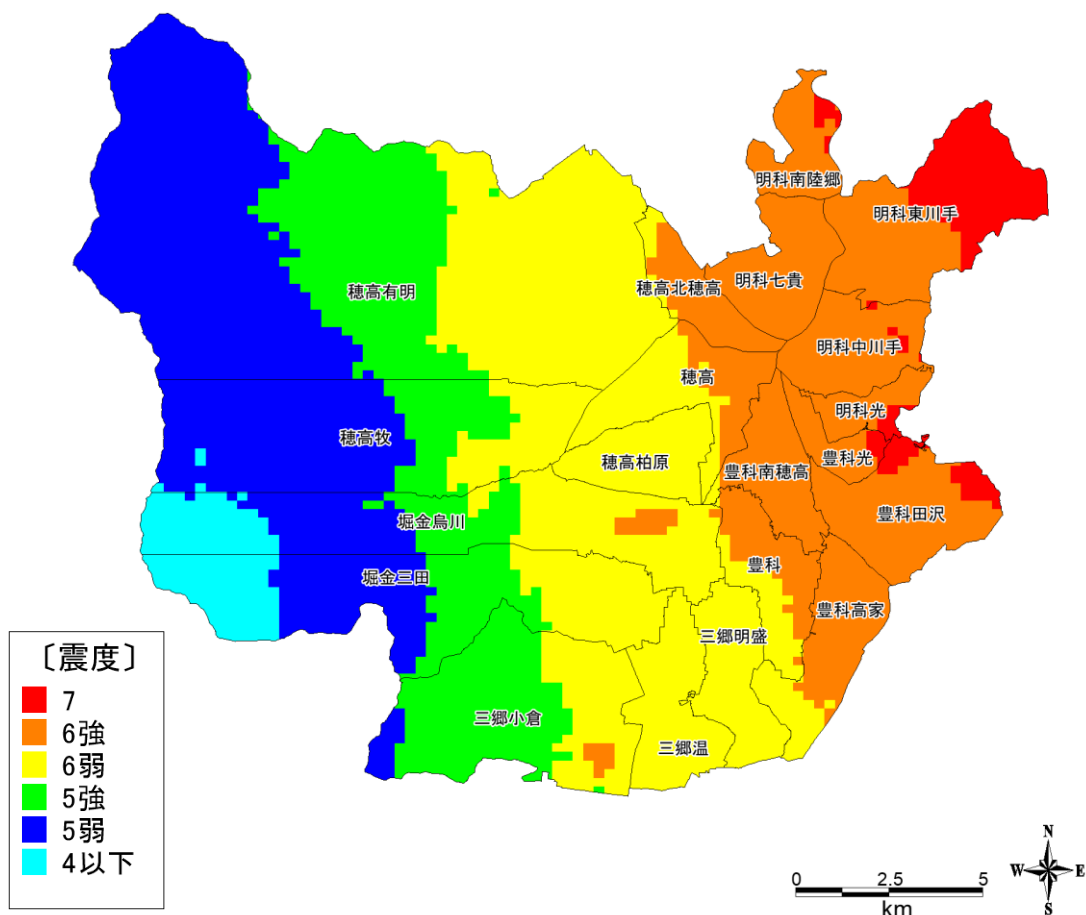 明科南陸郷
明科東川手
穂高有明
穂高北穂高
明科七貴
明科中川手
穂高
明科光
穂高牧
穂高柏原
豊科南穂高
豊科光
堀金烏川
豊科田沢
豊科
堀金三田
豊科高家
三郷明盛
三郷小倉
三郷温
〔震度〕
7
6強
6弱
5強
5弱
4以下
N
W E
S
0 2.5 5
km